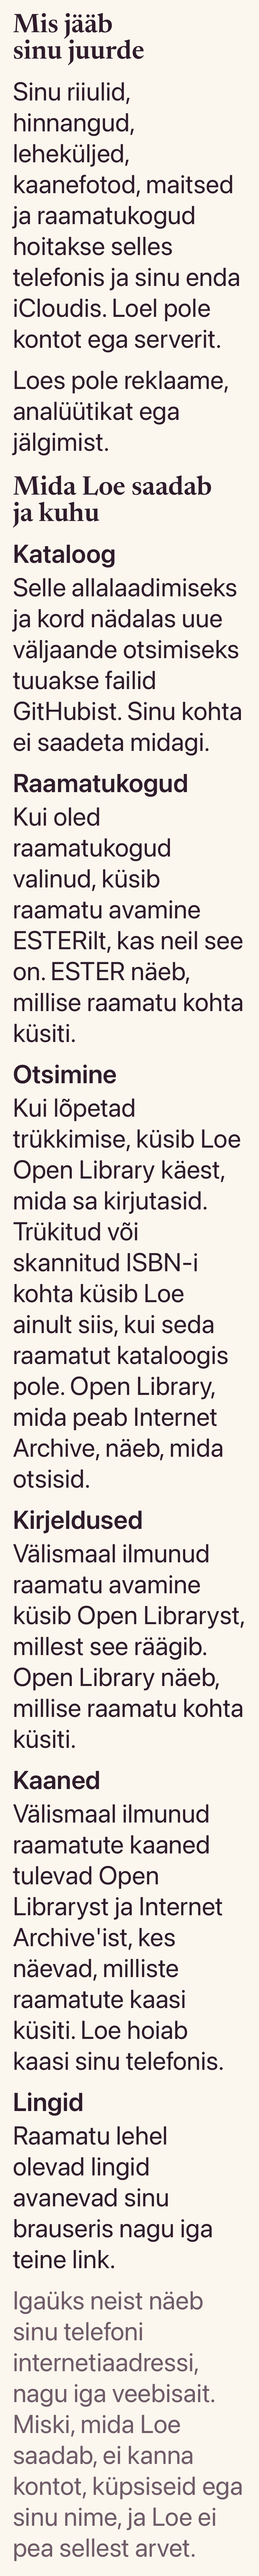 Mis jääb
sinu juurde
Sinu riiulid,
hinnangud,
leheküljed,
kaanefotod, maitsed
ja raamatukogud
hoitakse selles
telefonis ja sinu enda
iCloudis. Loel pole
kontot ega serverit.
Loes pole reklaame,
analüütikat ega
jälgimist.
Mida Loe saadab
ja kuhu
Kataloog
Selle allalaadimiseks
ja kord nädalas uue
väljaande otsimiseks
tuuakse failid
GitHubist. Sinu kohta
ei saadeta midagi.
Raamatukogud
Kui oled
raamatukogud
valinud, küsib
raamatu avamine
ESTERilt, kas neil see
on. ESTER näeb,
millise raamatu kohta
küsiti.
Otsimine
Kui lõpetad
trükkimise, küsib Loe
Open Library käest,
mida sa kirjutasid.
Trükitud või
skannitud ISBN-i
kohta küsib Loe
ainult siis, kui seda
raamatut kataloogis
pole. Open Library,
mida peab Internet
Archive, näeb, mida
otsisid.
Kirjeldused
Välismaal ilmunud
raamatu avamine
küsib Open Libraryst,
millest see räägib.
Open Library näeb,
millise raamatu kohta
küsiti.
Kaaned
Välismaal ilmunud
raamatute kaaned
tulevad Open
Libraryst ja Internet
Archive'ist, kes
näevad, milliste
raamatute kaasi
küsiti. Loe hoiab
kaasi sinu telefonis.
Lingid
Raamatu lehel
olevad lingid
avanevad sinu
brauseris nagu iga
teine link.
Igaüks neist näeb
sinu telefoni
internetiaadressi,
nagu iga veebisait.
Miski, mida Loe
saadab, ei kanna
kontot, küpsiseid ega
sinu nime, ja Loe ei
pea sellest arvet.